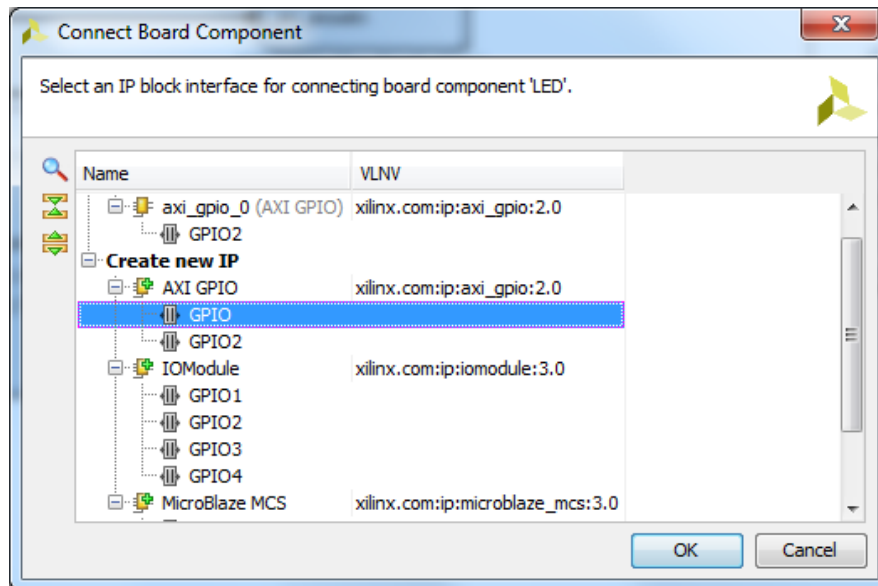 Connect Board Component
Select an IP block interface for connecting board component 'LED'.
Name VLNV
axi_gpio_0 (AXI GPIO) xilinx.com:ip:axi_gpio:2.0
GPIO2
Create new IP
AXI GPIO xilinx.com:ip:axi_gpio:2.0
GPIO
GPIO2
IOModule xilinx.com:ip:iomodule:3.0
GPIO1
GPIO2
GPIO3
GPIO4
MicroBlaze MCS xilinx.com:ip:microblaze_mcs:3.0
OK Cancel